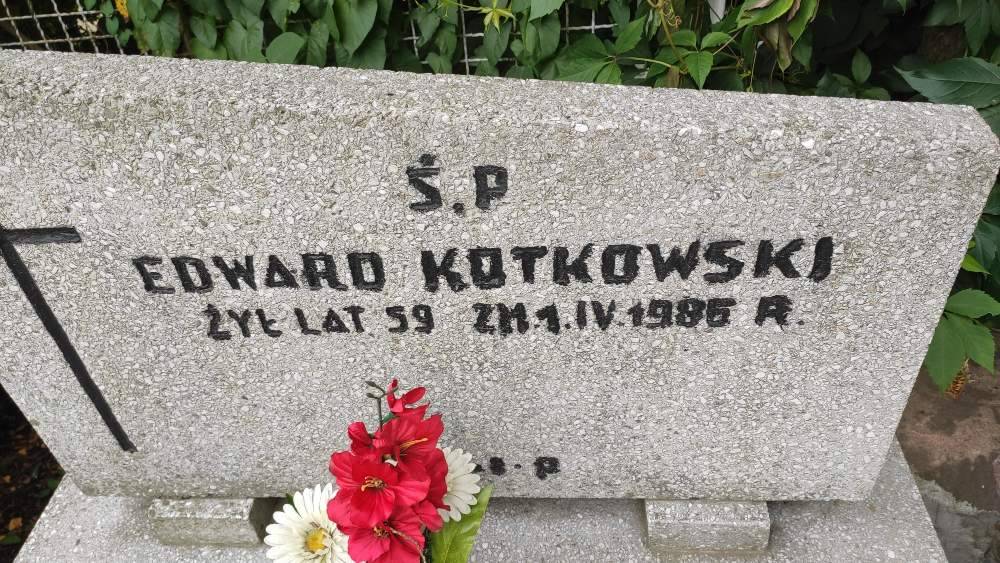 Ś.P
EDWARD KOTKOWSKI
ŻYŁ LAT 59 ZM.1.IV.1986 R.